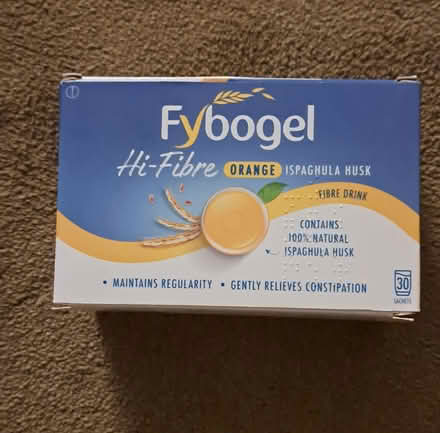 Fybogel
Hi-Fibre ORANGE ISPAGHULA HUSK
FIBRE DRINK
CONTAINS
100% NATURAL
ISPAGHULA HUSK
• MAINTAINS REGULARITY • GENTLY RELIEVES CONSTIPATION
30
SACHETS